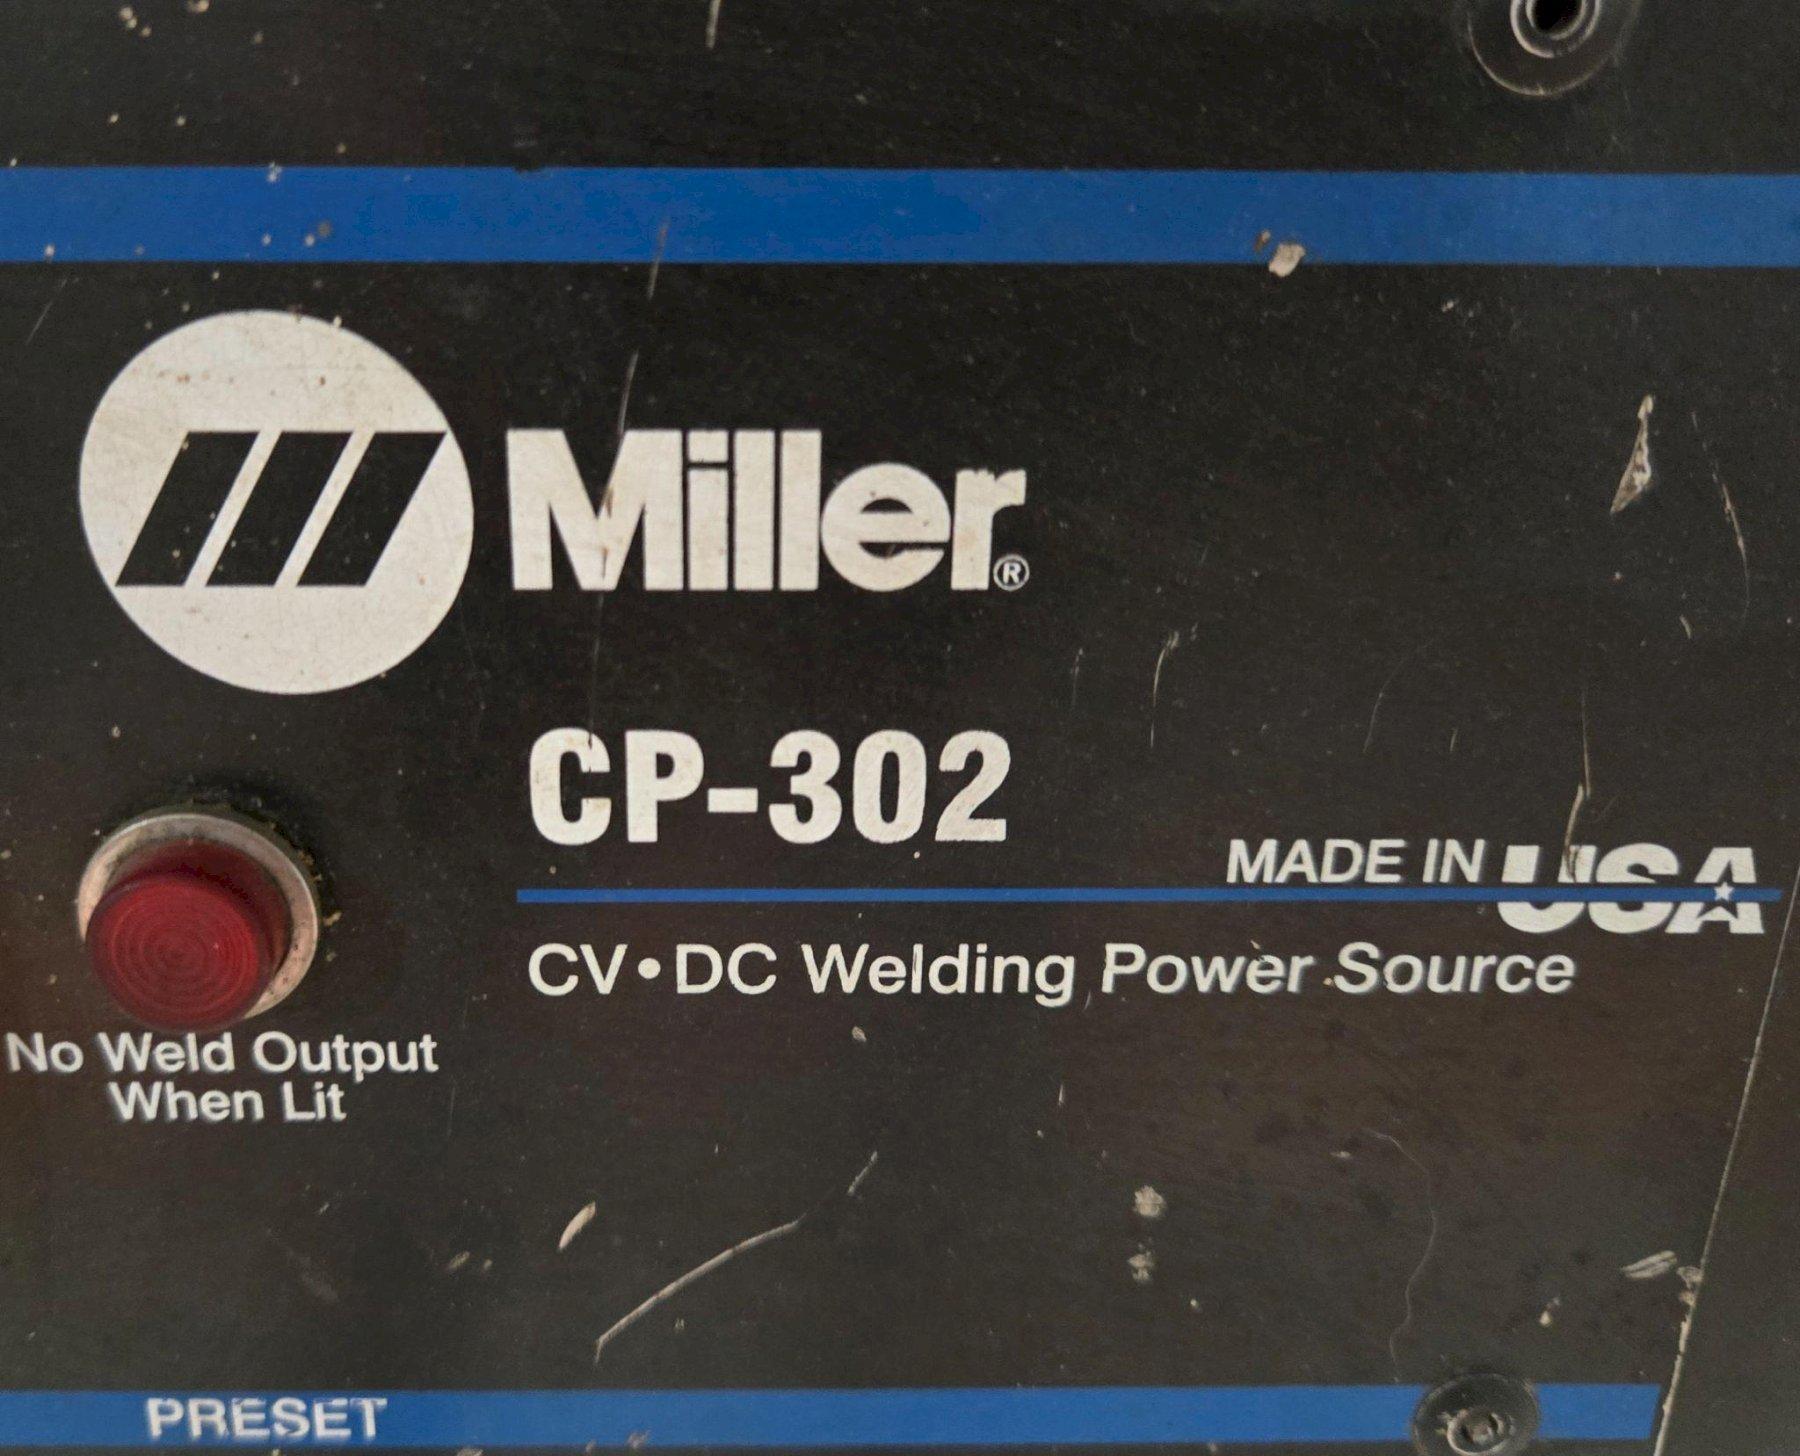 Miller®
CP-302
MADE IN USA
CV•DC Welding Power Source
No Weld Output
When Lit
PRESET